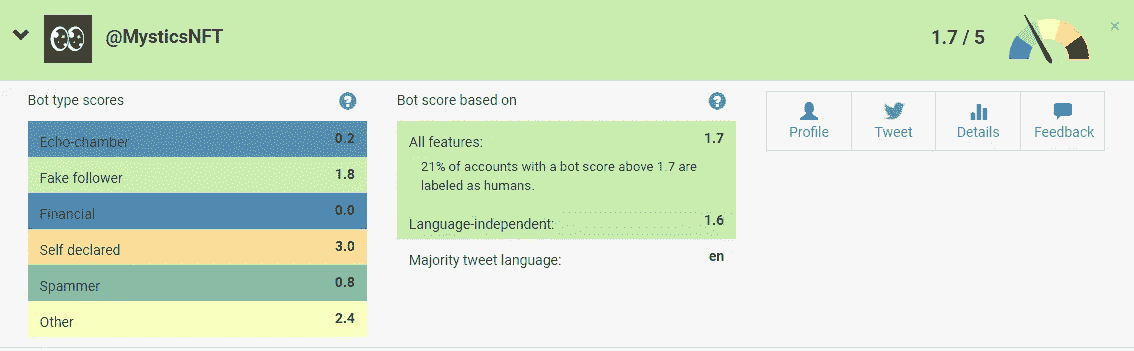 @MysticsNFT
1.7 / 5
×
Bot type scores
?
Echo-chamber 0.2
Fake follower 1.8
Financial 0.0
Self declared 3.0
Spammer 0.8
Other 2.4
Bot score based on
?
All features: 1.7
21% of accounts with a bot score above 1.7 are
labeled as humans.
Language-independent: 1.6
Majority tweet language: en
Profile
Tweet
Details
Feedback